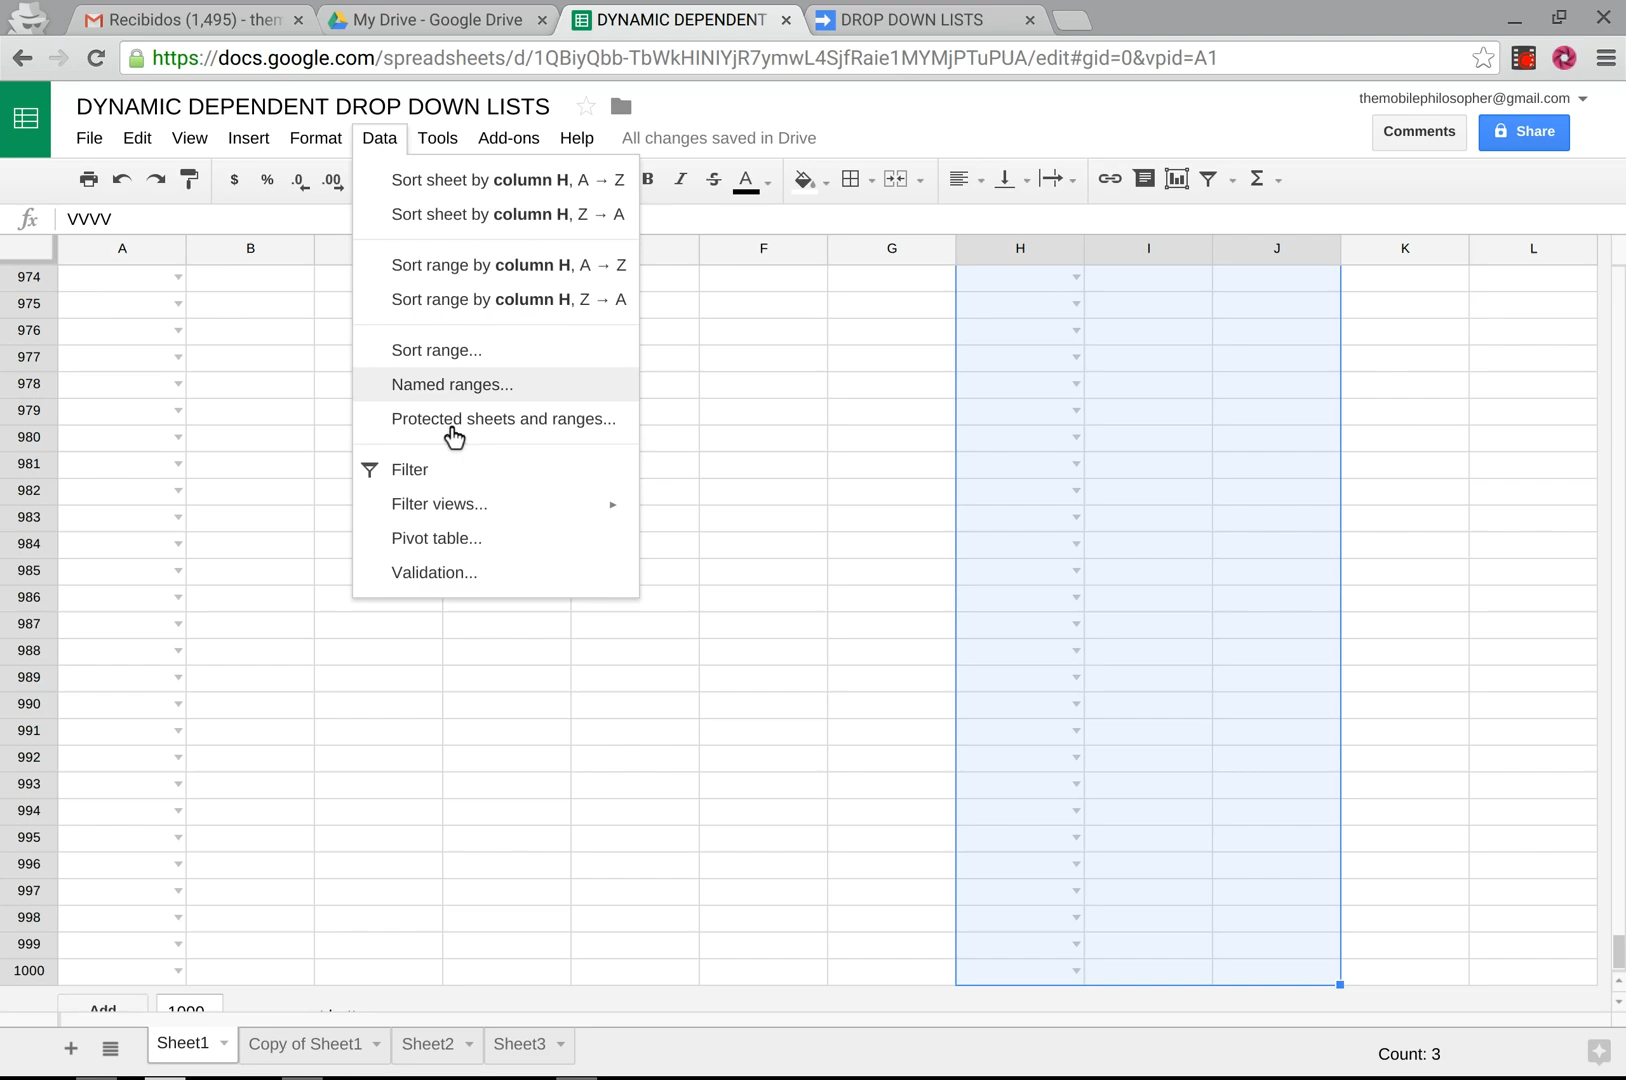 Recibidos (1,495) - them
My Drive - Google Drive
DYNAMIC DEPENDENT
DROP DOWN LISTS
https://docs.google.com/spreadsheets/d/1QBiyQbb-TbWkHINIYjR7ymwL4SjfRaie1MYMjPTuPUA/edit#gid=0&vpid=A1
DYNAMIC DEPENDENT DROP DOWN LISTS
themobilephilosopher@gmail.com
File Edit View Insert Format Data Tools Add-ons Help All changes saved in Drive
Comments
Share
$ % .0 .00 B I S A Σ
fx VVVV
A B F G H I J K L
Sort sheet by column H, A → Z
Sort sheet by column H, Z → A
Sort range by column H, A → Z
Sort range by column H, Z → A
Sort range...
Named ranges...
Protected sheets and ranges...
Filter
Filter views...
Pivot table...
Validation...
974
975
976
977
978
979
980
981
982
983
984
985
986
987
988
989
990
991
992
993
994
995
996
997
998
999
1000
Add 1000
Sheet1 Copy of Sheet1 Sheet2 Sheet3
Count: 3